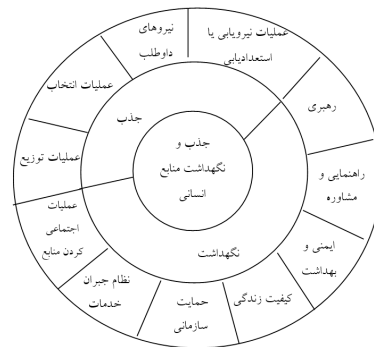 عملیات نیرویابی یا
استعدادیابی
نیروهای
داوطلب
عملیات انتخاب
عملیات توزیع
عملیات
اجتماعی
کردن منابع
نظام جبران
خدمات
حمایت
سازمانی
کیفیت زندگی
ایمنی و
بهداشت
راهنمایی و
مشاوره
رهبری
جذب
نگهداشت
جذب و
نگهداشت منابع
انسانی